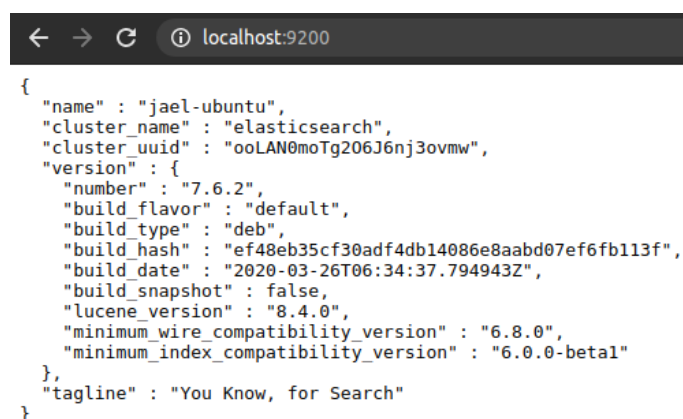 localhost:9200
{
  "name" : "jael-ubuntu",
  "cluster_name" : "elasticsearch",
  "cluster_uuid" : "ooLAN0moTg2O6J6nj3ovmw",
  "version" : {
    "number" : "7.6.2",
    "build_flavor" : "default",
    "build_type" : "deb",
    "build_hash" : "ef48eb35cf30adf4db14086e8aabd07ef6fb113f",
    "build_date" : "2020-03-26T06:34:37.794943Z",
    "build_snapshot" : false,
    "lucene_version" : "8.4.0",
    "minimum_wire_compatibility_version" : "6.8.0",
    "minimum_index_compatibility_version" : "6.0.0-beta1"
  },
  "tagline" : "You Know, for Search"
}